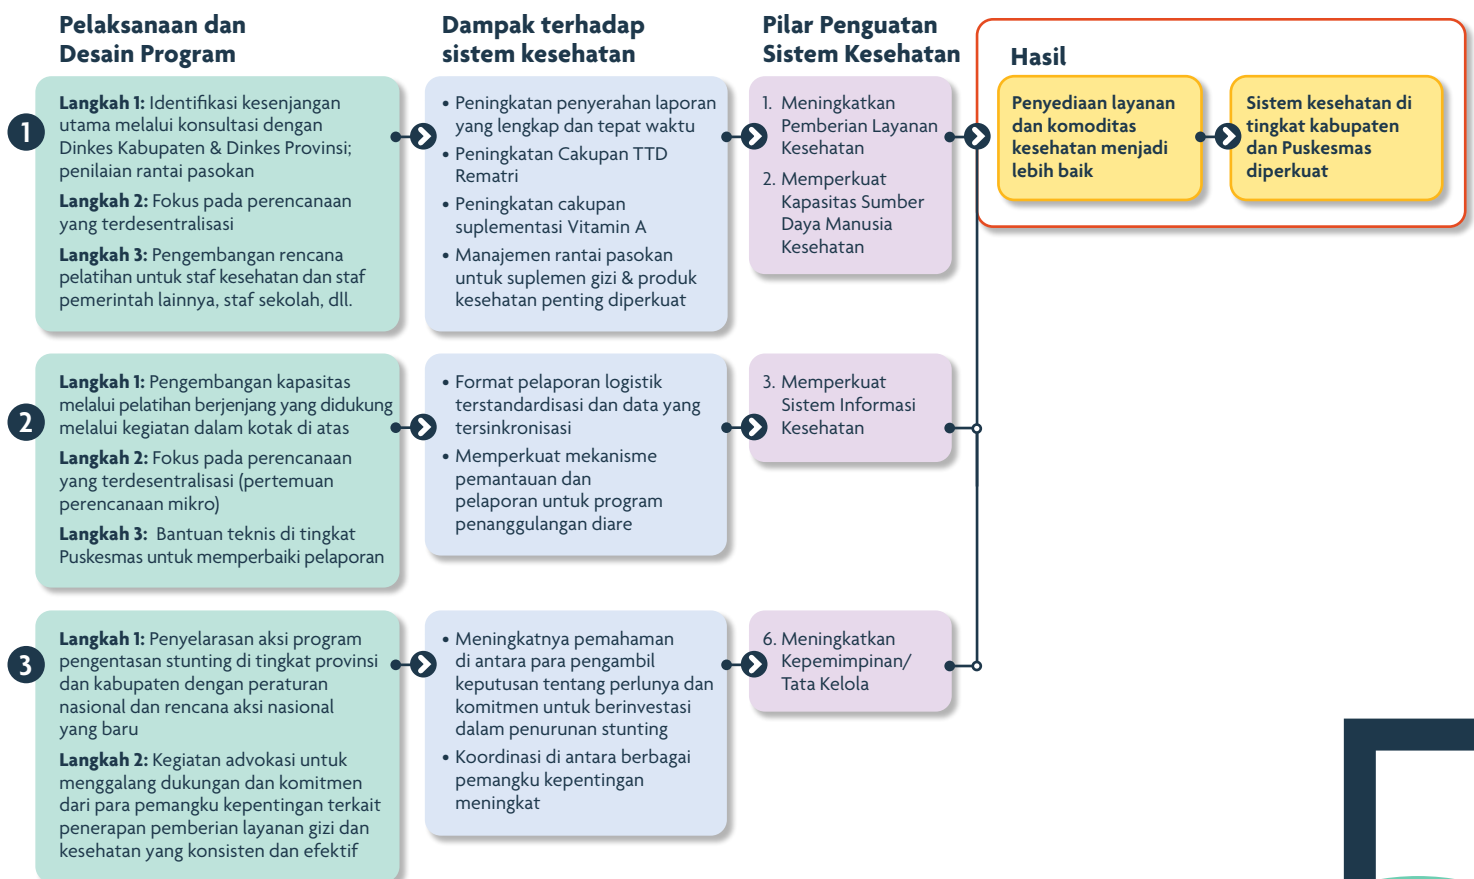 Pelaksanaan dan
Desain Program
Dampak terhadap
sistem kesehatan
Pilar Penguatan
Sistem Kesehatan
Hasil
1
Langkah 1: Identifikasi kesenjangan
utama melalui konsultasi dengan
Dinkes Kabupaten & Dinkes Provinsi;
penilaian rantai pasokan
Langkah 2: Fokus pada perencanaan
yang terdesentralisasi
Langkah 3: Pengembangan rencana
pelatihan untuk staf kesehatan dan staf
pemerintah lainnya, staf sekolah, dll.
• Peningkatan penyerahan laporan
yang lengkap dan tepat waktu
• Peningkatan Cakupan TTD
Rematri
• Peningkatan cakupan
suplementasi Vitamin A
• Manajemen rantai pasokan
untuk suplemen gizi & produk
kesehatan penting diperkuat
1. Meningkatkan
Pemberian Layanan
Kesehatan
2. Memperkuat
Kapasitas Sumber
Daya Manusia
Kesehatan
Penyediaan layanan
dan komoditas
kesehatan menjadi
lebih baik
Sistem kesehatan di
tingkat kabupaten
dan Puskesmas
diperkuat
2
Langkah 1: Pengembangan kapasitas
melalui pelatihan berjenjang yang didukung
melalui kegiatan dalam kotak di atas
Langkah 2: Fokus pada perencanaan
yang terdesentralisasi (pertemuan
perencanaan mikro)
Langkah 3: Bantuan teknis di tingkat
Puskesmas untuk memperbaiki pelaporan
• Format pelaporan logistik
terstandardisasi dan data yang
tersinkronisasi
• Memperkuat mekanisme
pemantauan dan
pelaporan untuk program
penanggulangan diare
3. Memperkuat
Sistem Informasi
Kesehatan
3
Langkah 1: Penyelarasan aksi program
pengentasan stunting di tingkat provinsi
dan kabupaten dengan peraturan
nasional dan rencana aksi nasional
yang baru
Langkah 2: Kegiatan advokasi untuk
menggalang dukungan dan komitmen
dari para pemangku kepentingan terkait
penerapan pemberian layanan gizi dan
kesehatan yang konsisten dan efektif
• Meningkatnya pemahaman
di antara para pengambil
keputusan tentang perlunya dan
komitmen untuk berinvestasi
dalam penurunan stunting
• Koordinasi di antara berbagai
pemangku kepentingan
meningkat
6. Meningkatkan
Kepemimpinan/
Tata Kelola